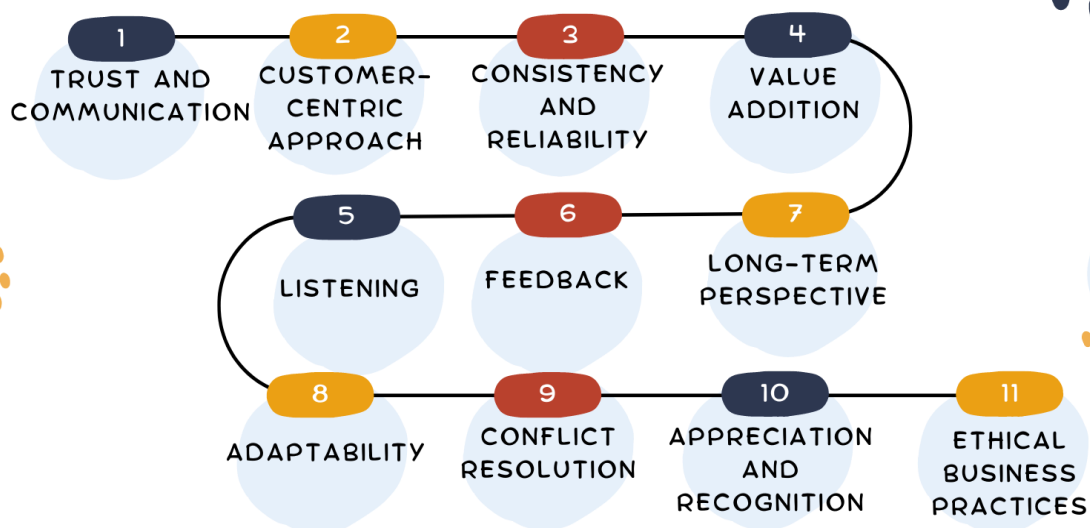 1
TRUST AND
COMMUNICATION
2
CUSTOMER-
CENTRIC
APPROACH
3
CONSISTENCY
AND
RELIABILITY
4
VALUE
ADDITION
5
LISTENING
6
FEEDBACK
7
LONG-TERM
PERSPECTIVE
8
ADAPTABILITY
9
CONFLICT
RESOLUTION
10
APPRECIATION
AND
RECOGNITION
11
ETHICAL
BUSINESS
PRACTICES